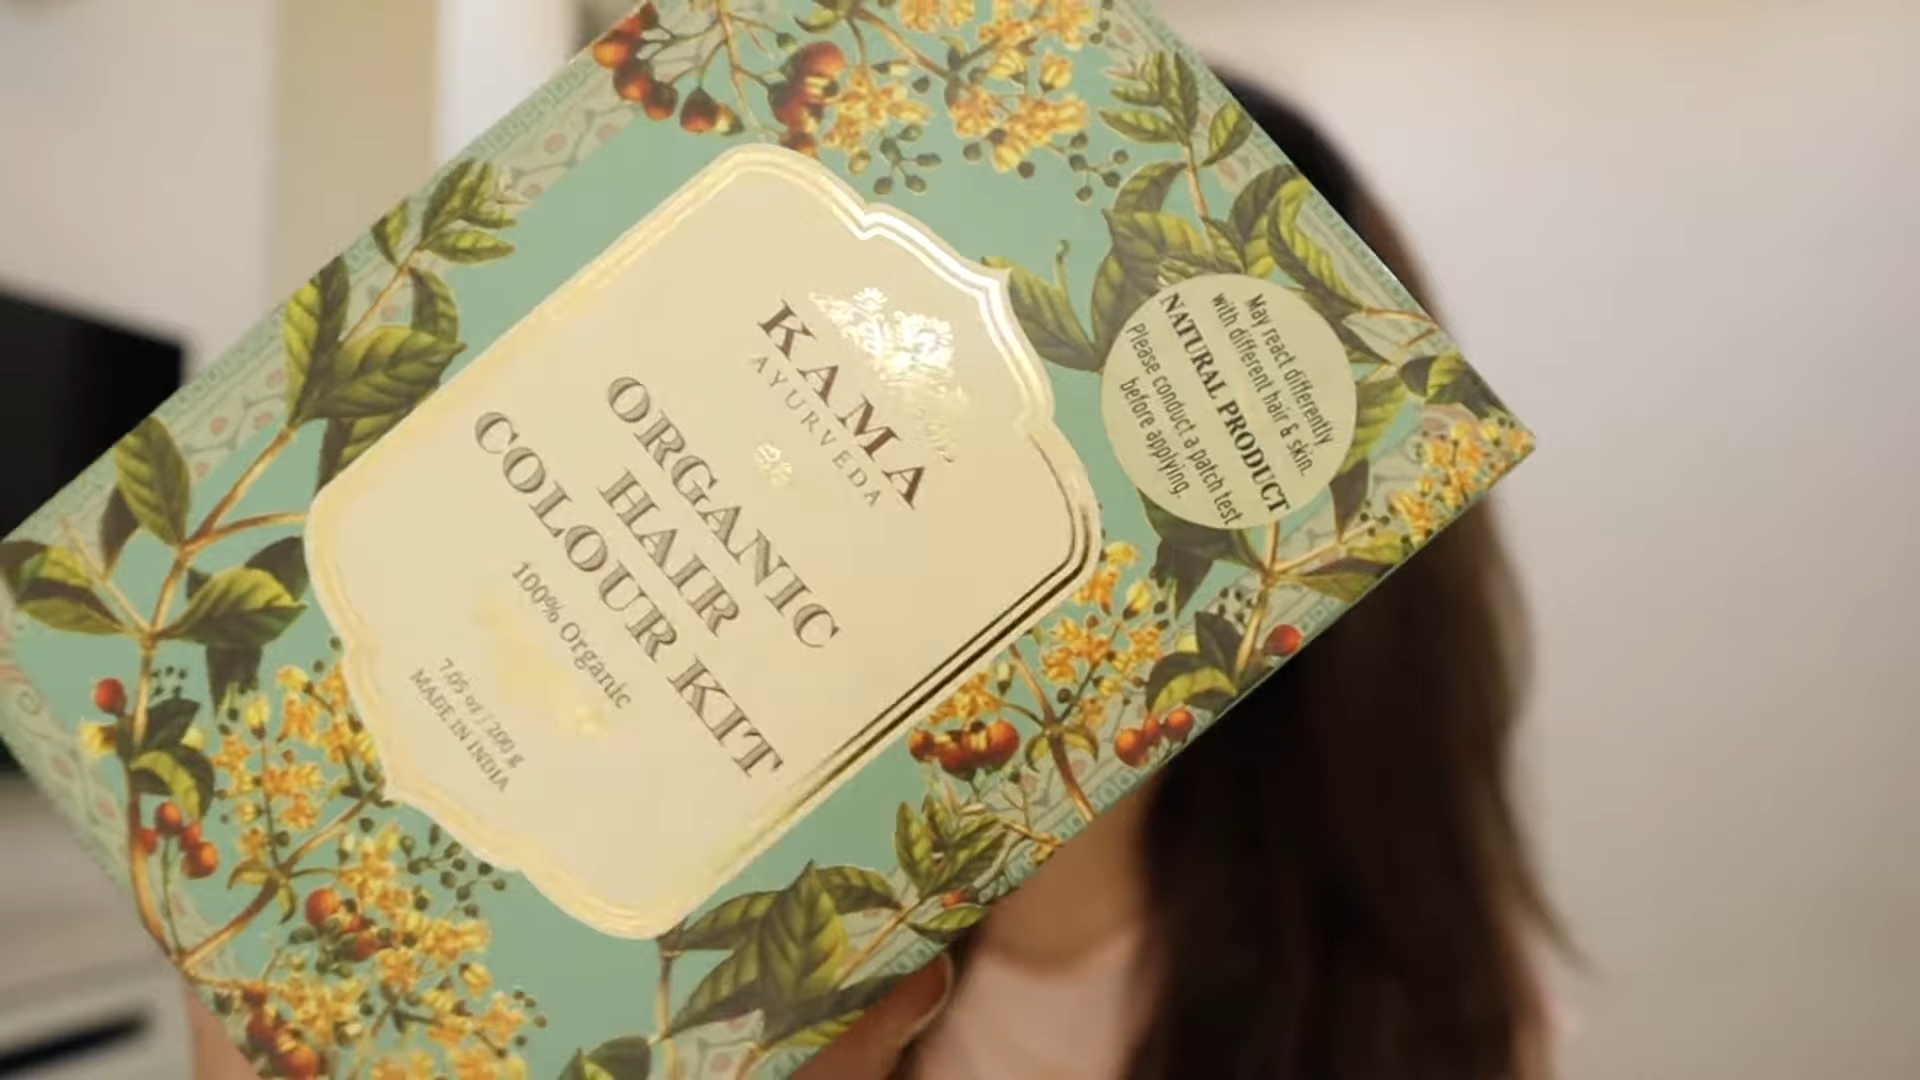 KAMA
AYURVEDA
ORGANIC
HAIR
COLOUR KIT
100% Organic
7.05 oz / 200 g
MADE IN INDIA
May react differently
with different hair & skin.
NATURAL PRODUCT
Please conduct a patch test
before applying.